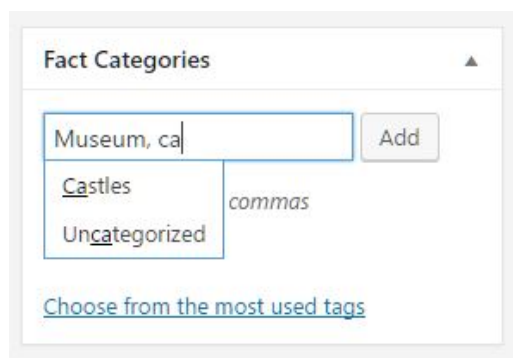 Fact Categories
Museum, ca Add
Castles
commas
Uncategorized
Choose from the most used tags